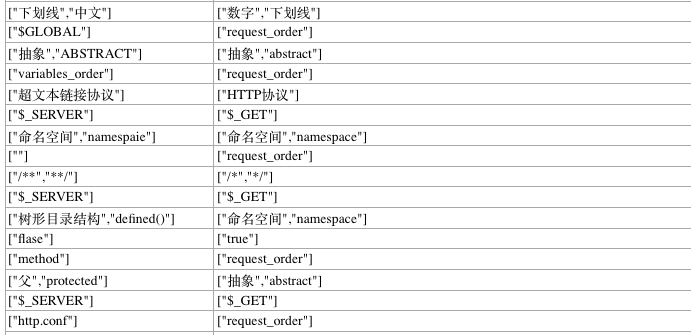 ["下划线","中文"] ["数字","下划线"]
["$GLOBAL"] ["request_order"]
["抽象","ABSTRACT"] ["抽象","abstract"]
["variables_order"] ["request_order"]
["超文本链接协议"] ["HTTP协议"]
["$_SERVER"] ["$_GET"]
["命名空间","namespaie"] ["命名空间","namespace"]
[""] ["request_order"]
["/**","**/"] ["/*","*/"]
["$_SERVER"] ["$_GET"]
["树形目录结构","defined()"] ["命名空间","namespace"]
["flase"] ["true"]
["method"] ["request_order"]
["父","protected"] ["抽象","abstract"]
["$_SERVER"] ["$_GET"]
["http.conf"] ["request_order"]